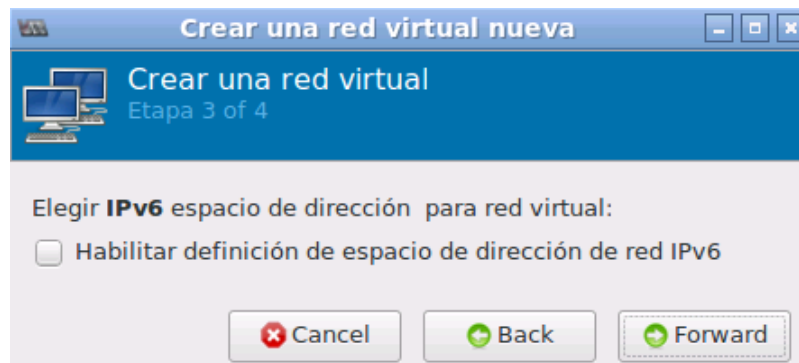 Crear una red virtual nueva
Crear una red virtual
Etapa 3 of 4
Elegir IPv6 espacio de dirección  para red virtual:
Habilitar definición de espacio de dirección de red IPv6
Cancel Back Forward